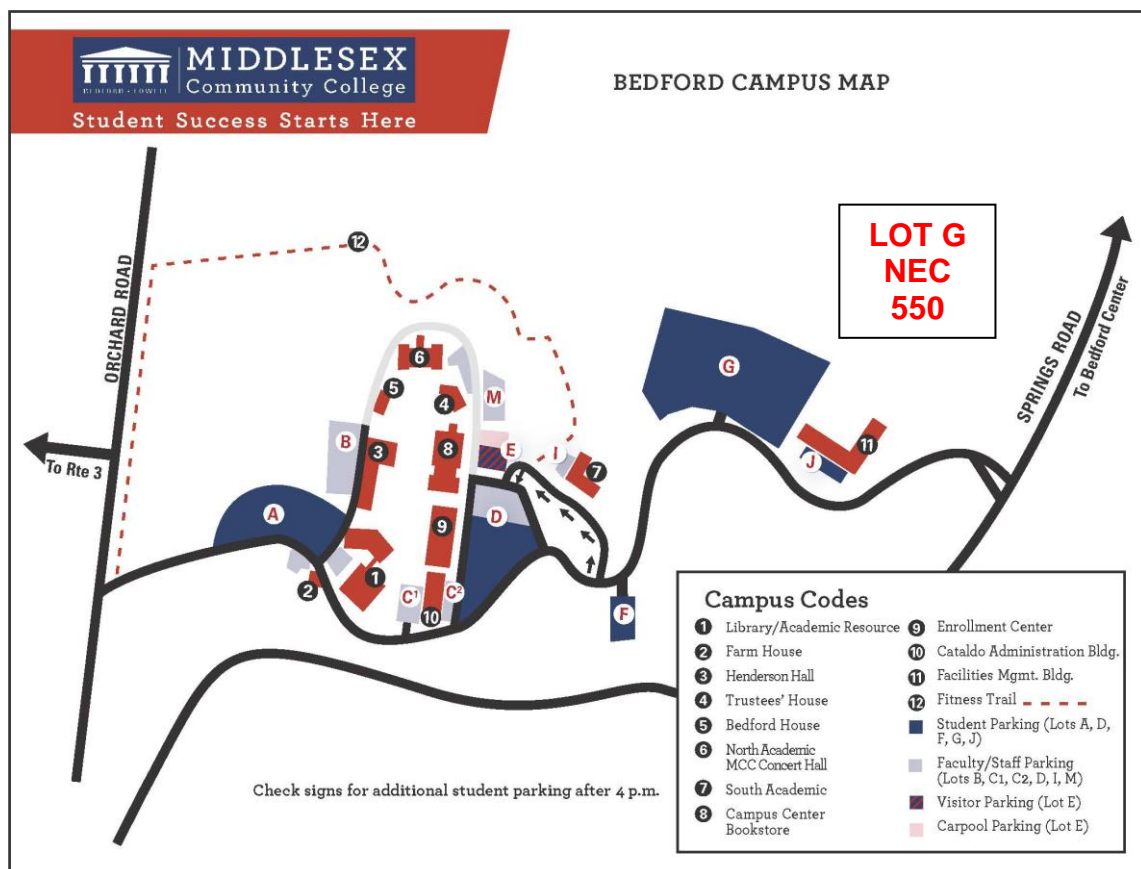 MIDDLESEX
BEDFORD • LOWELL
Community College
Student Success Starts Here
BEDFORD CAMPUS MAP
LOT G
NEC
550
ORCHARD ROAD
To Rte 3
SPRINGS ROAD
To Bedford Center
12
6
5
4
M
B
3
8
E
I
7
G
J
11
A
D
9
1
2
C1
C2
10
F
Check signs for additional student parking after 4 p.m.
Campus Codes
1 Library/Academic Resource
2 Farm House
3 Henderson Hall
4 Trustees' House
5 Bedford House
6 North Academic
MCC Concert Hall
7 South Academic
8 Campus Center
Bookstore
9 Enrollment Center
10 Cataldo Administration Bldg.
11 Facilities Mgmt. Bldg.
12 Fitness Trail
Student Parking (Lots A, D,
F, G, J)
Faculty/Staff Parking
(Lots B, C1, C2, D, I, M)
Visitor Parking (Lot E)
Carpool Parking (Lot E)